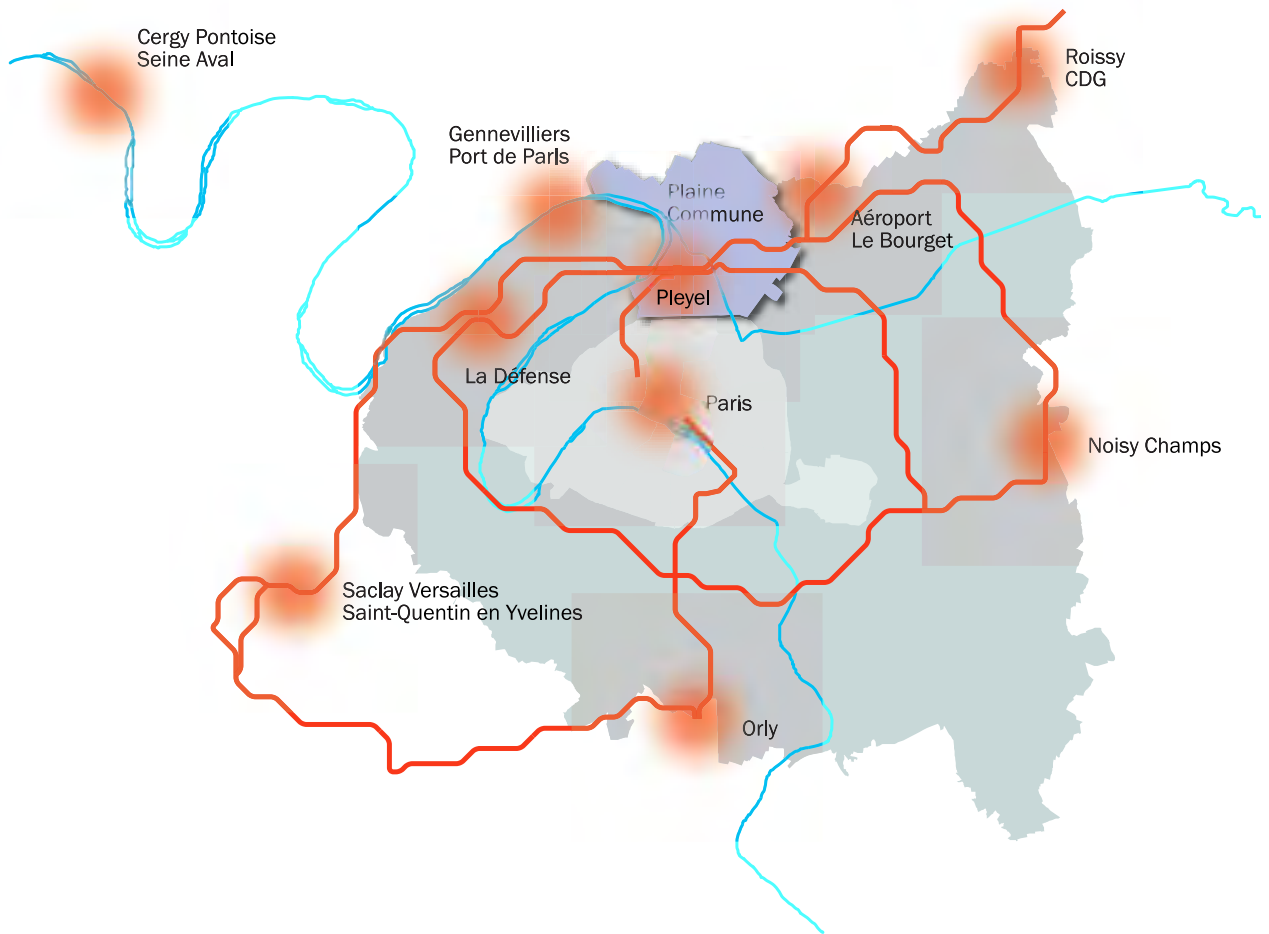 Cergy Pontoise
Seine Aval
Roissy
CDG
Gennevilliers
Port de Paris
Plaine
Commune
Aéroport
Le Bourget
Pleyel
La Défense
Paris
Noisy Champs
Saclay Versailles
Saint-Quentin en Yvelines
Orly